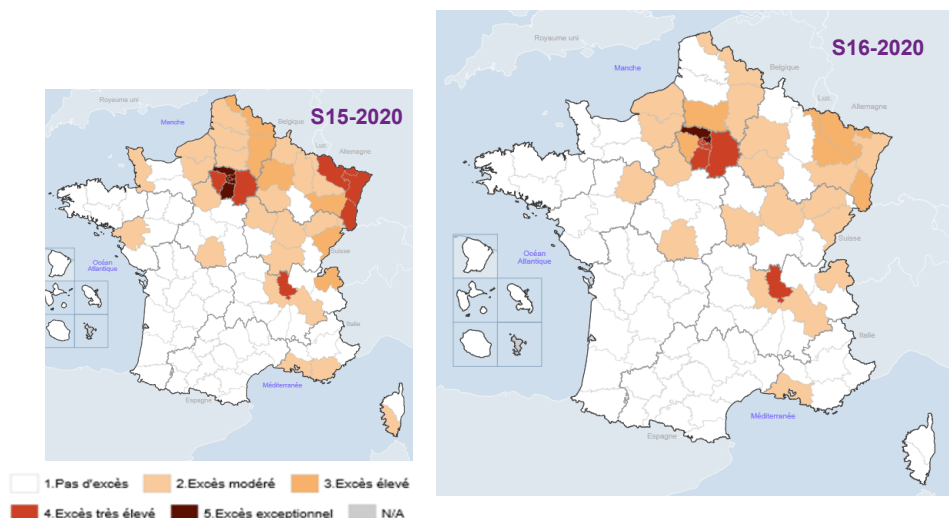 Royaume uni
S16-2020
Manche
Belgique
Lux.
Allemagne
Suisse
Océan
Atlantique
Italie
Méditerranée
Espagne
Royaume uni
S15-2020
Manche
Belgique
Lux.
Allemagne
Suisse
Océan
Atlantique
Italie
Méditerranée
Espagne
1.Pas d'excès
2.Excès modéré
3.Excès élevé
4.Excès très élevé
5.Excès exceptionnel
N/A